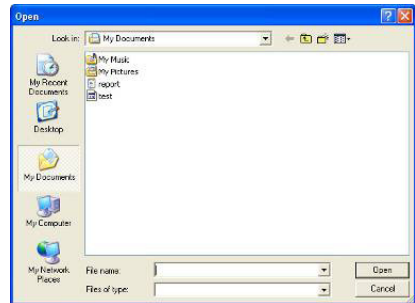 Open
Look in: My Documents
My Recent
Documents
Desktop
My Documents
My Computer
My Network
Places
My Music
My Pictures
report
test
File name:
Open
Files of type:
Cancel